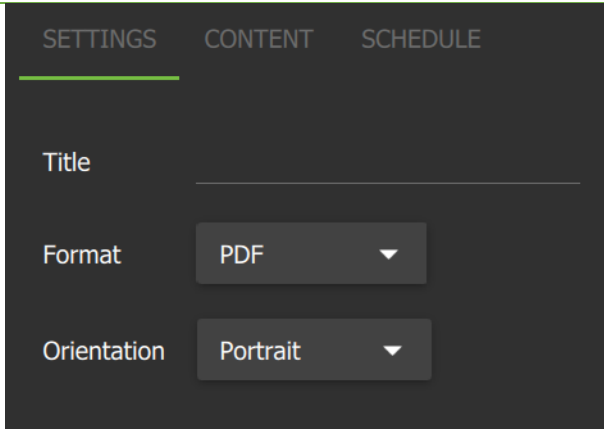 SETTINGS CONTENT SCHEDULE
Title
Format PDF
Orientation Portrait